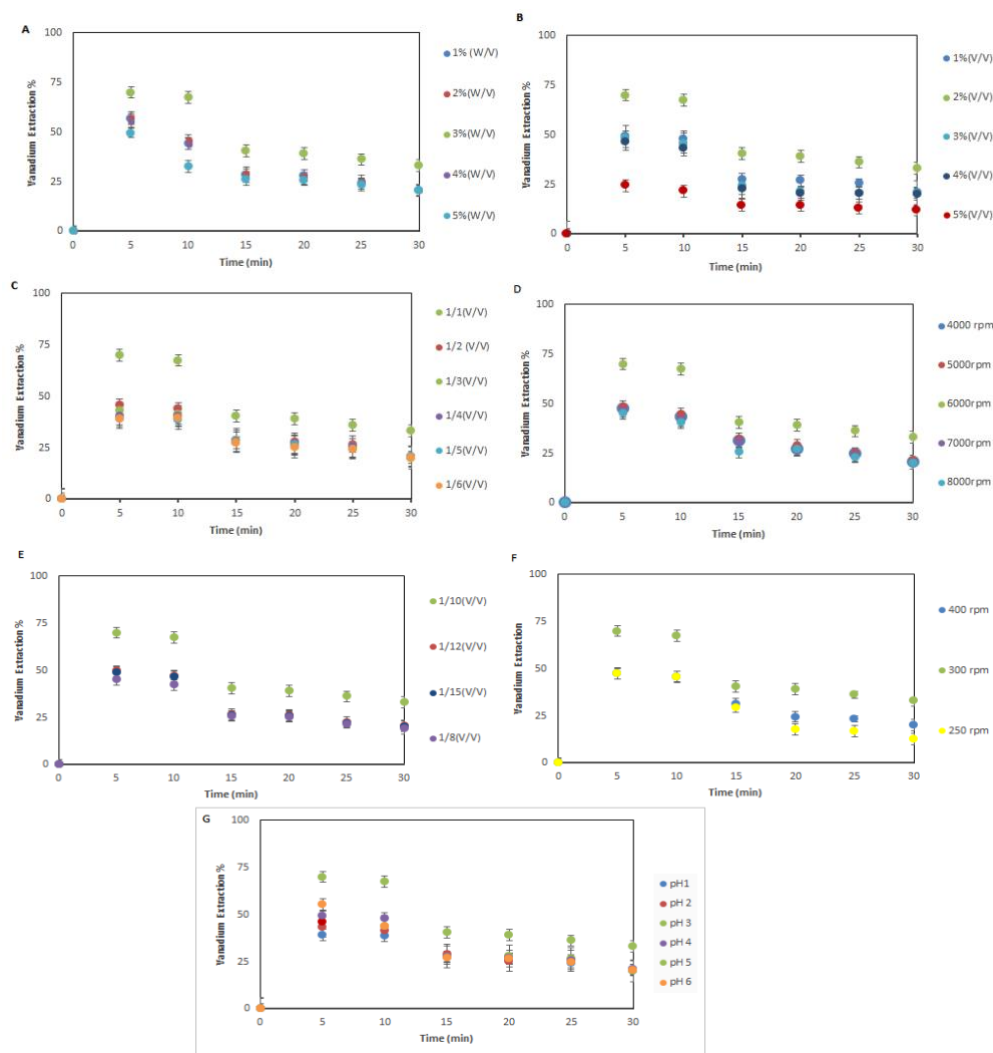 A
Vanadium Extraction %
100
75
50
25
0
0 5 10 15 20 25 30
Time (min)
1% (W/V)
2%(W/V)
3%(W/V)
4%(W/V)
5%(W/V)
B
Vanadium Extraction %
100
75
50
25
0
0 5 10 15 20 25 30
Time (min)
1%(V/V)
2%(V/V)
3%(V/V)
4%(V/V)
5%(V/V)
C
Vanadium Extraction %
100
75
50
25
0
0 5 10 15 20 25 30
Time (min)
1/1(V/V)
1/2 (V/V)
1/3(V/V)
1/4(V/V)
1/5(V/V)
1/6(V/V)
D
Vanadium Extraction %
100
75
50
25
0
0 5 10 15 20 25 30
Time (min)
4000 rpm
5000rpm
6000rpm
7000rpm
8000rpm
E
Vanadium Extraction %
100
75
50
25
0
0 5 10 15 20 25 30
Time (min)
1/10(V/V)
1/12(V/V)
1/15(V/V)
1/8(V/V)
F
Vanadium Extraction
100
75
50
25
0
0 5 10 15 20 25 30
Time (min)
400 rpm
300 rpm
250 rpm
G
Vanadium Extraction %
100
75
50
25
0
0 5 10 15 20 25 30
Time (min)
pH1
pH 2
pH 3
pH 4
pH 5
pH 6